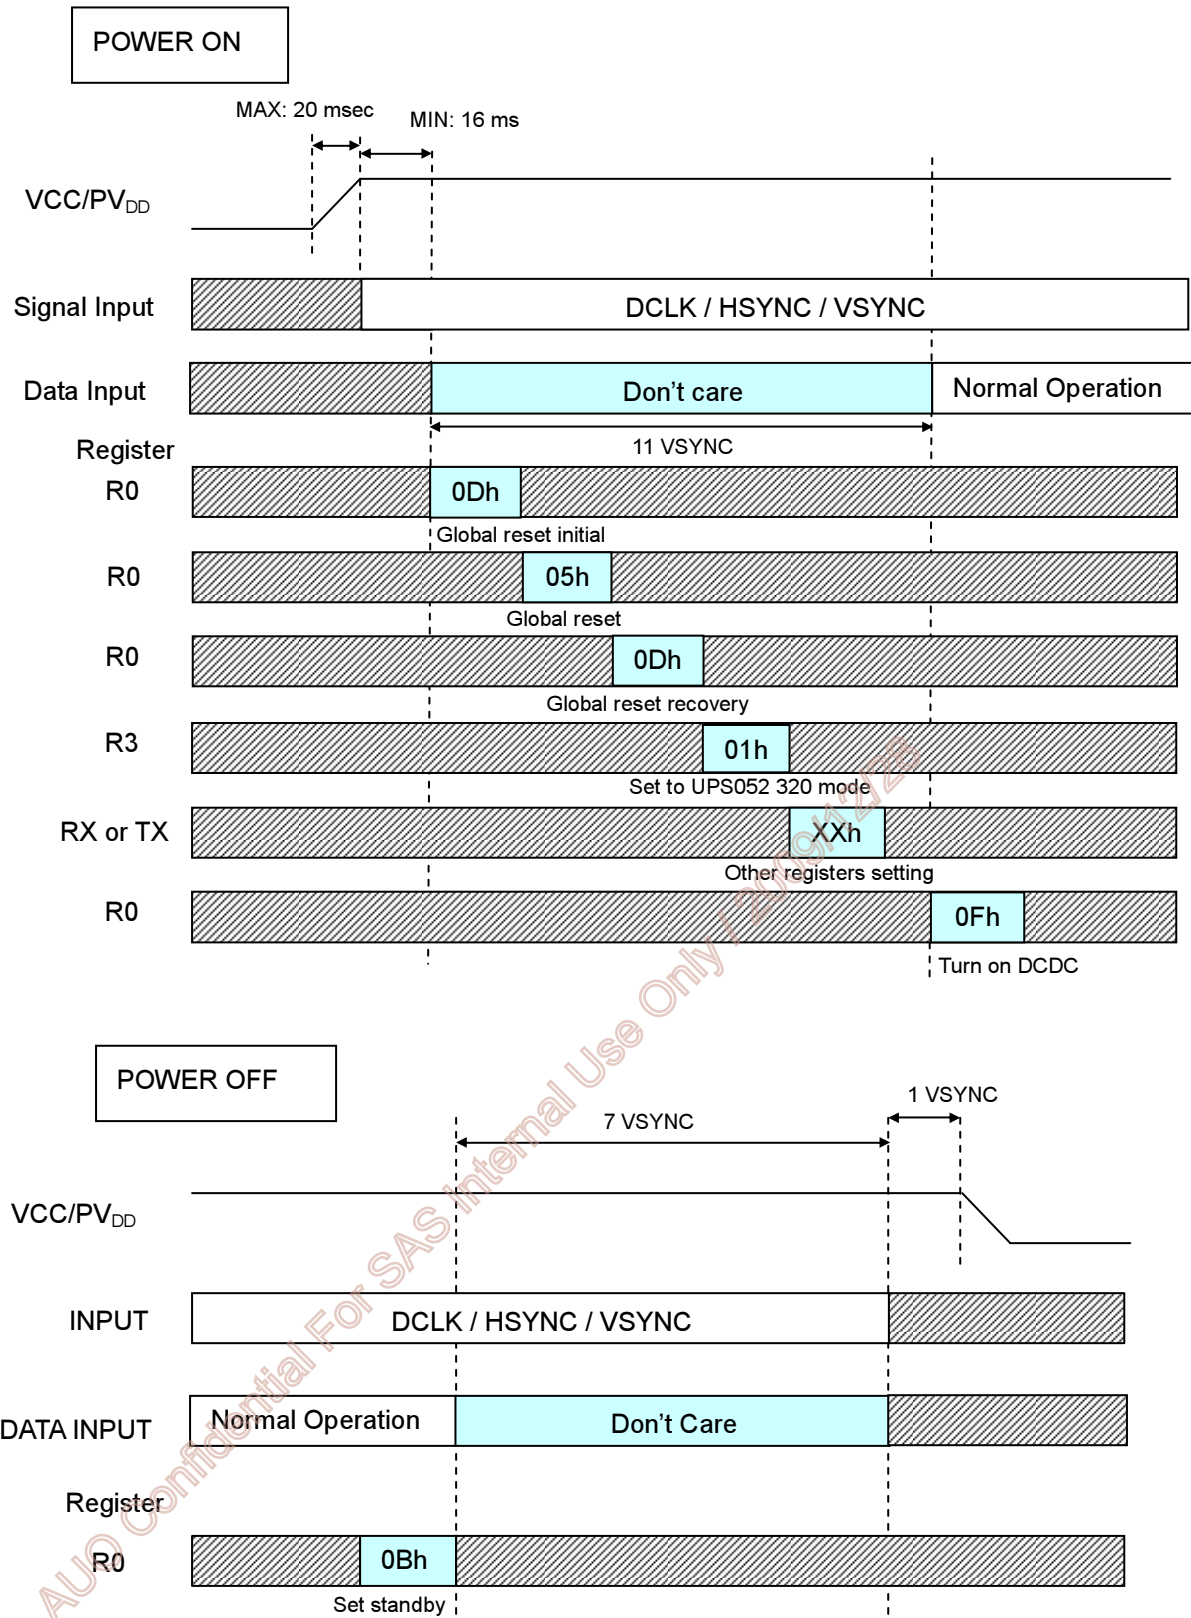 POWER ON
MAX: 20 msec
MIN: 16 ms
VCC/PVDD
Signal Input
DCLK / HSYNC / VSYNC
Data Input
Don't care
Normal Operation
11 VSYNC
Register
R0
0Dh
Global reset initial
R0
05h
Global reset
R0
0Dh
Global reset recovery
R3
01h
Set to UPS052 320 mode
RX or TX
XXh
Other registers setting
R0
0Fh
Turn on DCDC
POWER OFF
7 VSYNC
1 VSYNC
VCC/PVDD
INPUT
DCLK / HSYNC / VSYNC
DATA INPUT
Normal Operation
Don't Care
Register
R0
0Bh
Set standby
AUO Confidential For SAS Internal Use Only / 2009/12/28